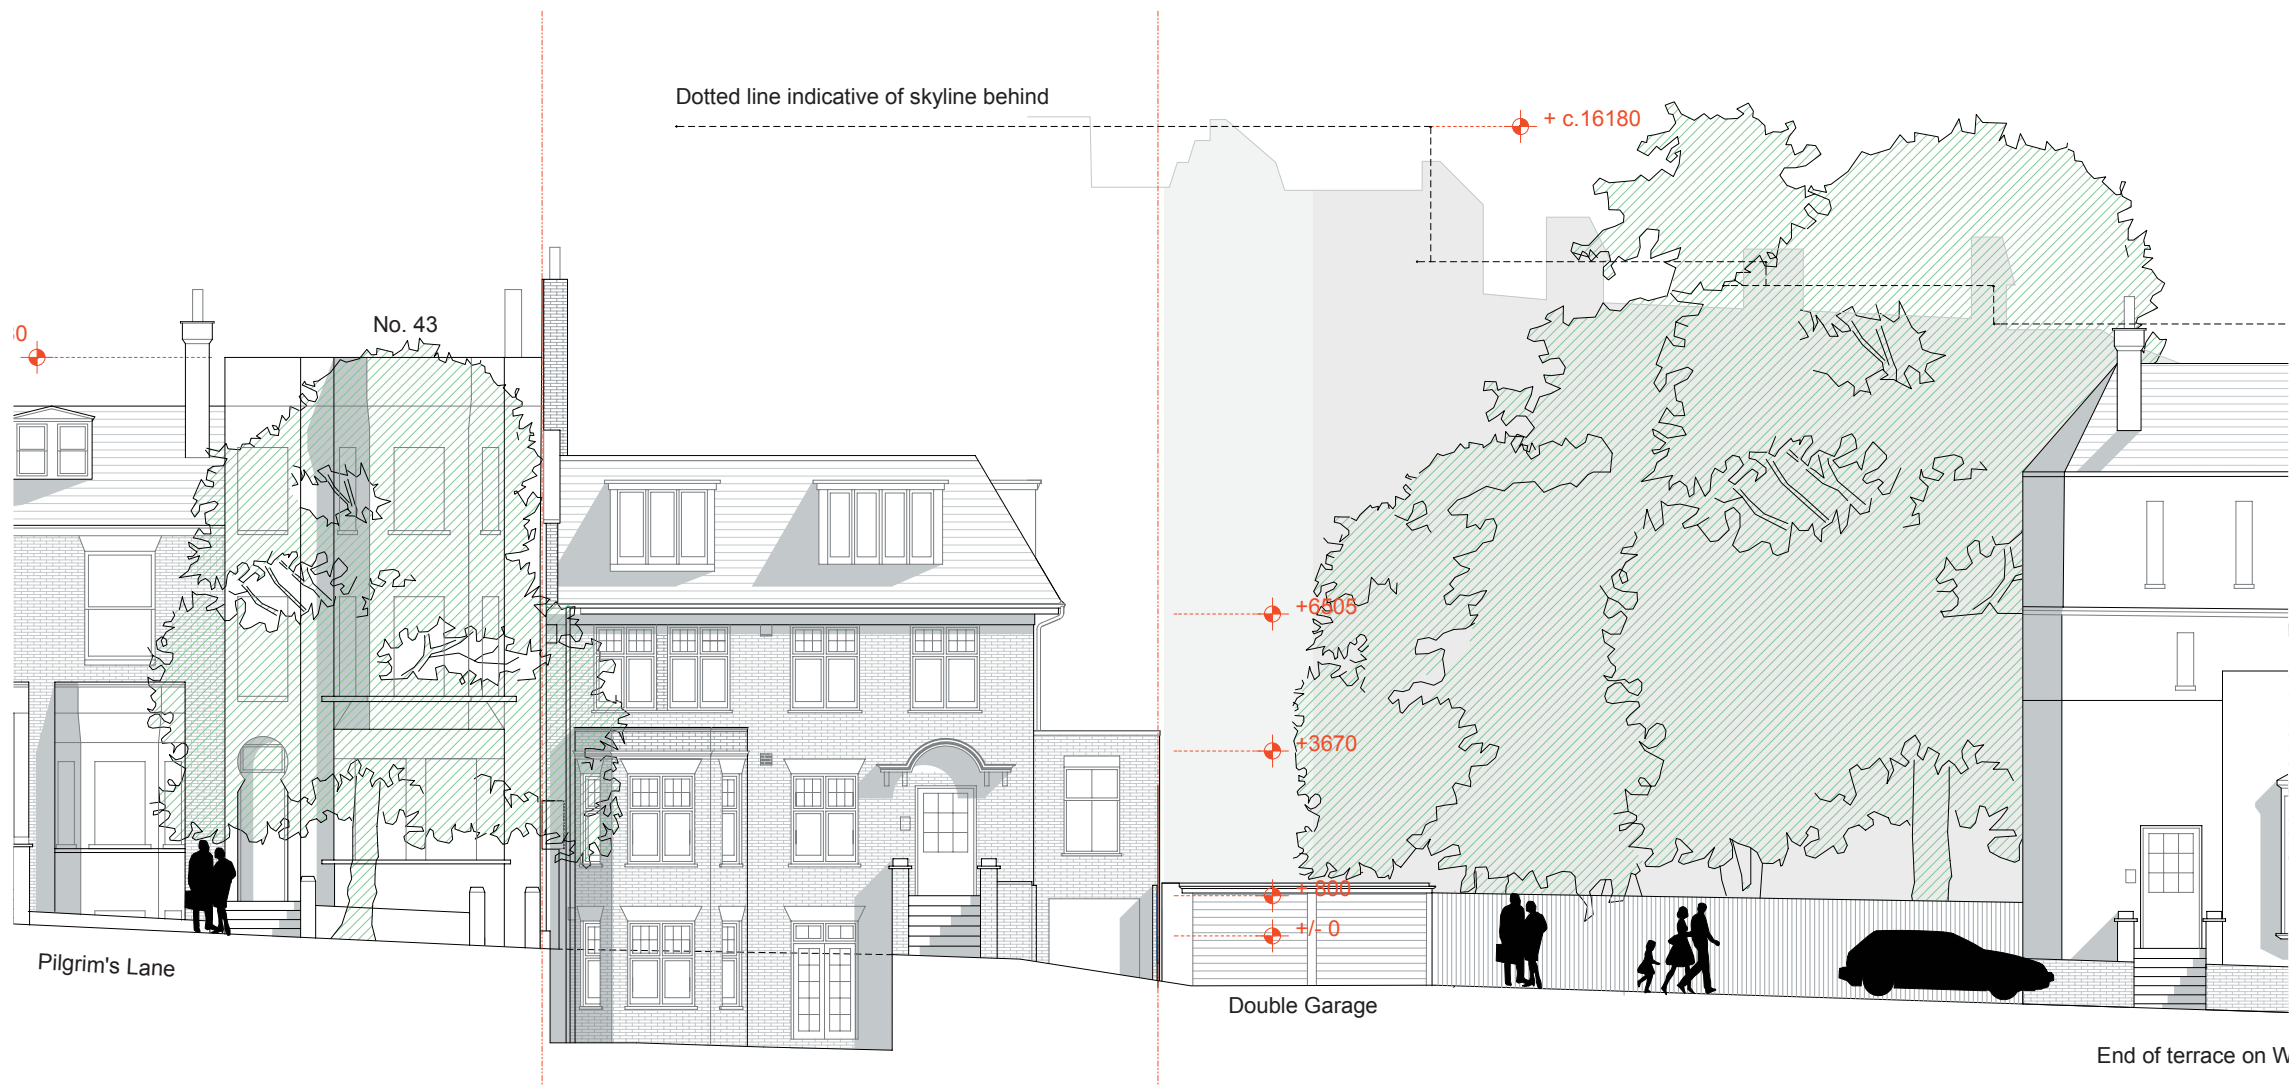 Dotted line indicative of skyline behind
+ c.16180
No. 43
+6505
+3670
+ 800
+/- 0
Pilgrim's Lane
Double Garage
End of terrace on